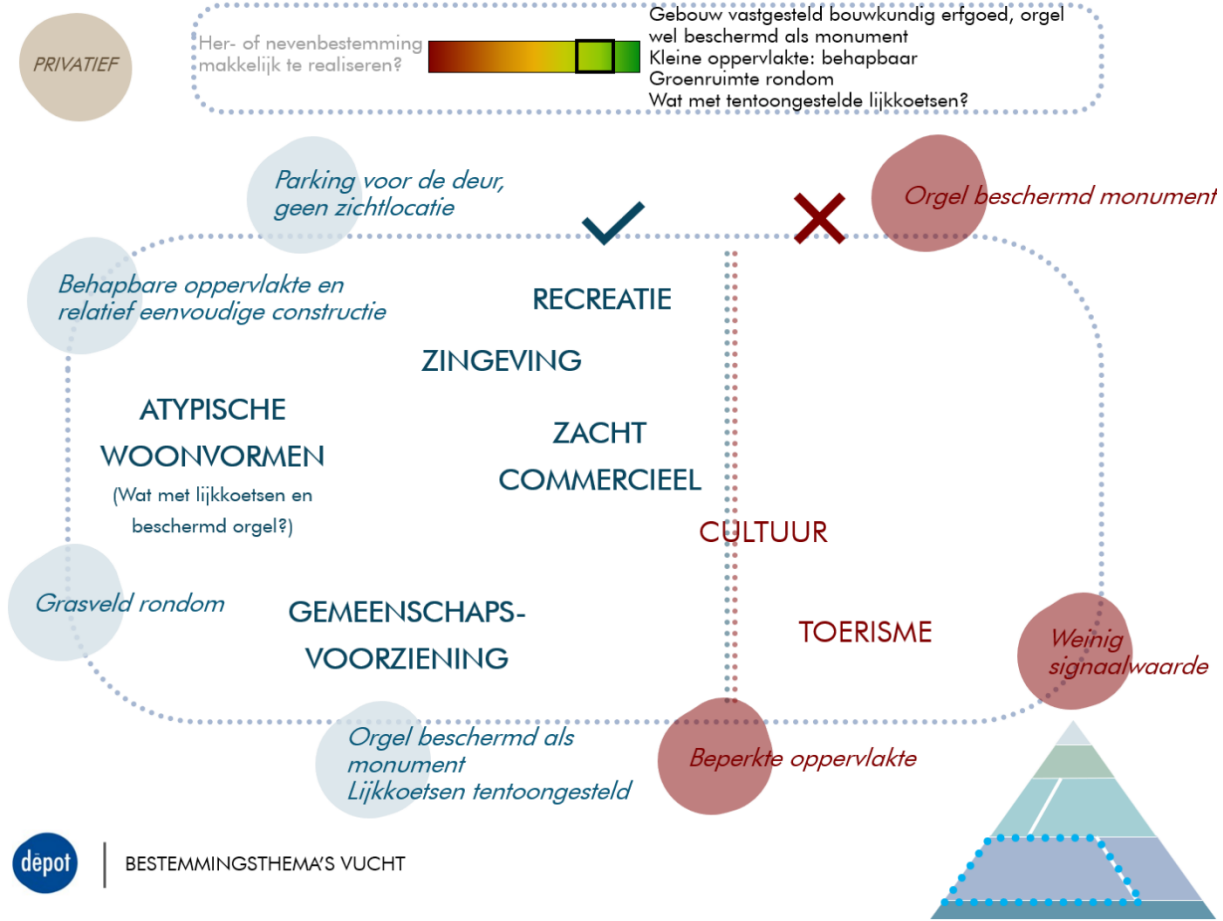 PRIVATIEF
Her- of nevenbestemming
makkelijk te realiseren?
Gebouw vastgesteld bouwkundig erfgoed, orgel
wel beschermd als monument
Kleine oppervlakte: behapbaar
Groenruimte rondom
Wat met tentoongestelde lijkkoetsen?
Parking voor de deur,
geen zichtlocatie
Orgel beschermd monument
Behapbare oppervlakte en
relatief eenvoudige constructie
RECREATIE
ZINGEVING
ATYPISCHE
WOONVORMEN
(Wat met lijkkoetsen en
beschermd orgel?)
ZACHT
COMMERCIEEL
CULTUUR
Grasveld rondom
GEMEENSCHAPS-
VOORZIENING
TOERISME
Weinig
signaalwaarde
Orgel beschermd als
monument
Lijkkoetsen tentoongesteld
Beperkte oppervlakte
dēpot
BESTEMMINGSTHEMA'S VUCHT